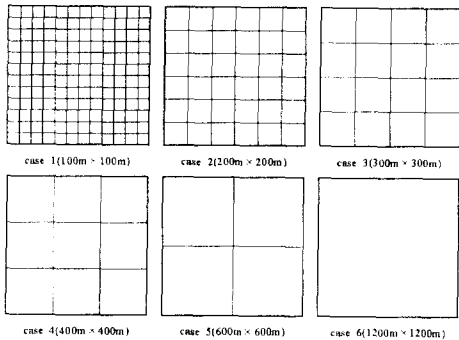 case 1(100m × 100m)
case 2(200m × 200m)
case 3(300m × 300m)
case 4(400m × 400m)
case 5(600m × 600m)
case 6(1200m × 1200m)